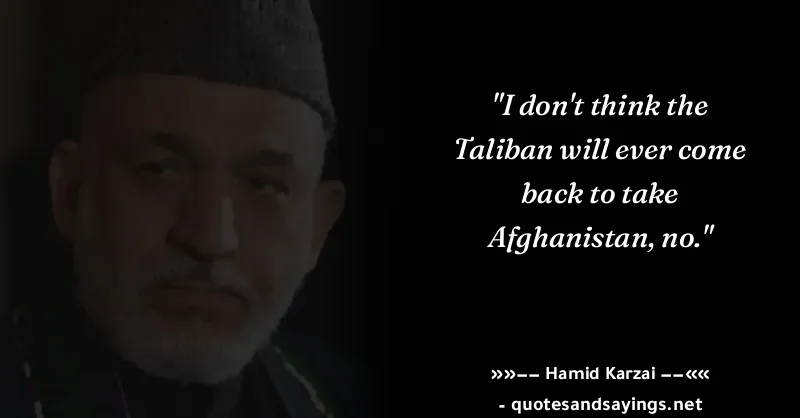 "I don't think the
Taliban will ever come
back to take
Afghanistan, no."
»»−− Hamid Karzai −−««
- quotesandsayings.net